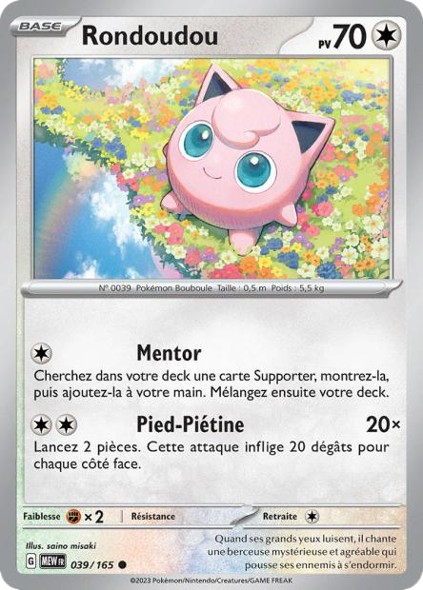 BASE
Rondoudou
PV 70
N° 0039 Pokémon Bouboule Taille : 0,5 m Poids : 5,5 kg
Mentor
Cherchez dans votre deck une carte Supporter, montrez-la,
puis ajoutez-la à votre main. Mélangez ensuite votre deck.
Pied-Piétine 20×
Lancez 2 pièces. Cette attaque inflige 20 dégâts pour
chaque côté face.
Faiblesse ×2 Résistance Retraite
Illus. saino misaki
G MEW FR 039/165
Quand ses grands yeux luisent, il chante
une berceuse mystérieuse et agréable qui
pousse ses ennemis à s'endormir.
©2023 Pokémon/Nintendo/Creatures/GAME FREAK